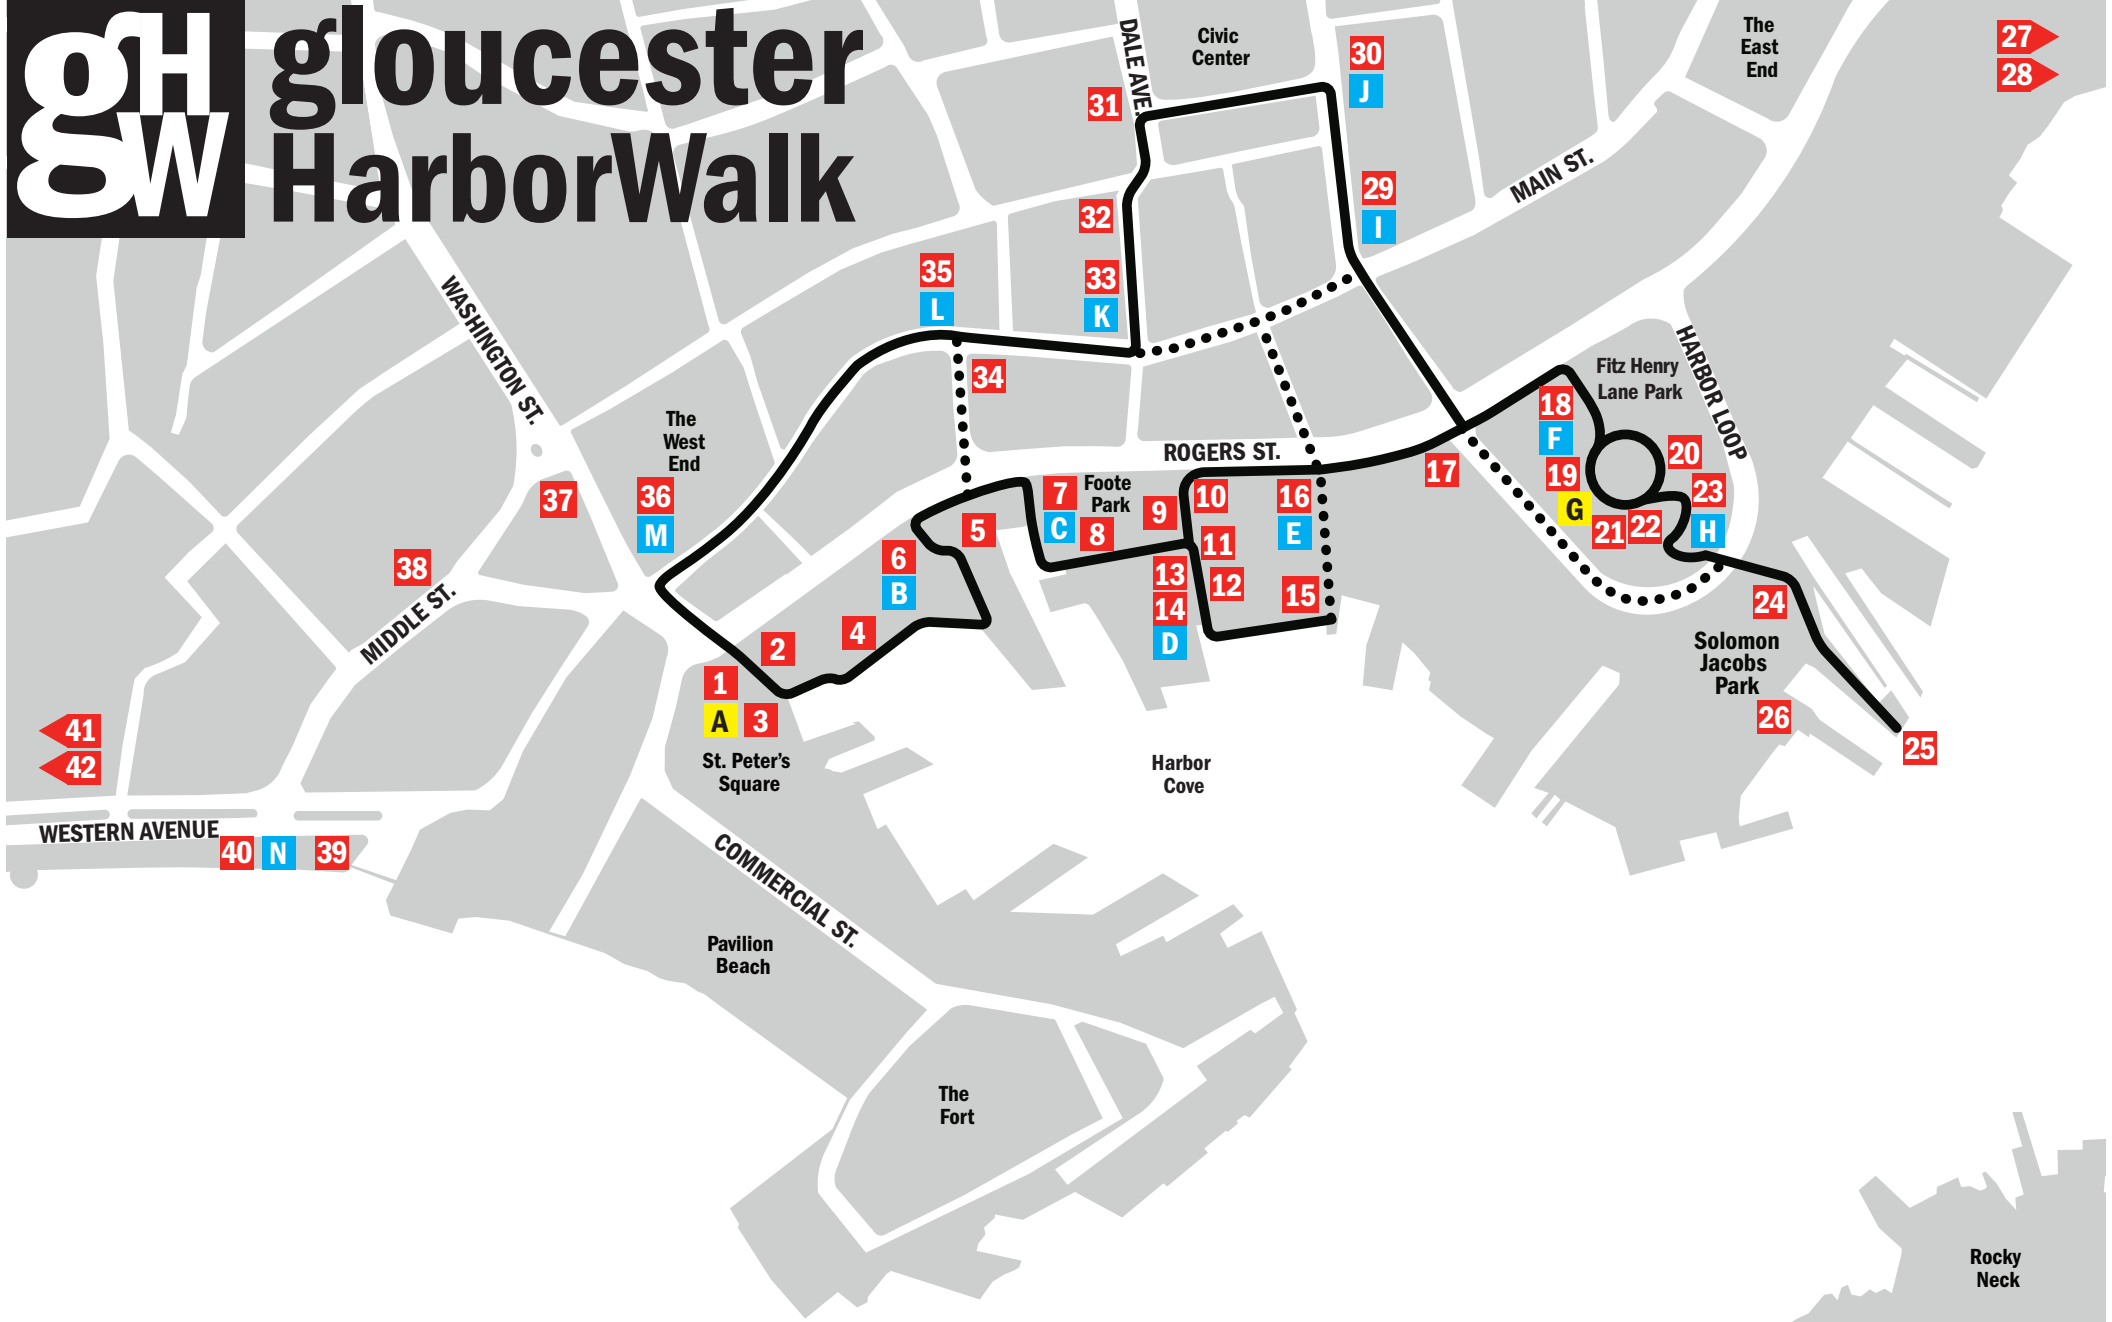 gHW
gloucester
HarborWalk
DALE AVE.
Civic
Center
The
East
End
27
28
30
J
31
29
I
MAIN ST.
32
33
K
35
L
WASHINGTON ST.
34
HARBOR LOOP
Fitz Henry
Lane Park
18
F
19
G
20
23
21
22
H
The
West
End
36
M
37
38
MIDDLE ST.
ROGERS ST.
17
7
C
Foote
Park
8
9
10
16
E
11
12
13
14
D
15
5
6
B
4
2
1
A
3
St. Peter's
Square
24
Solomon
Jacobs
Park
26
25
Harbor
Cove
41
42
WESTERN AVENUE
40
N
39
COMMERCIAL ST.
Pavilion
Beach
The
Fort
Rocky
Neck